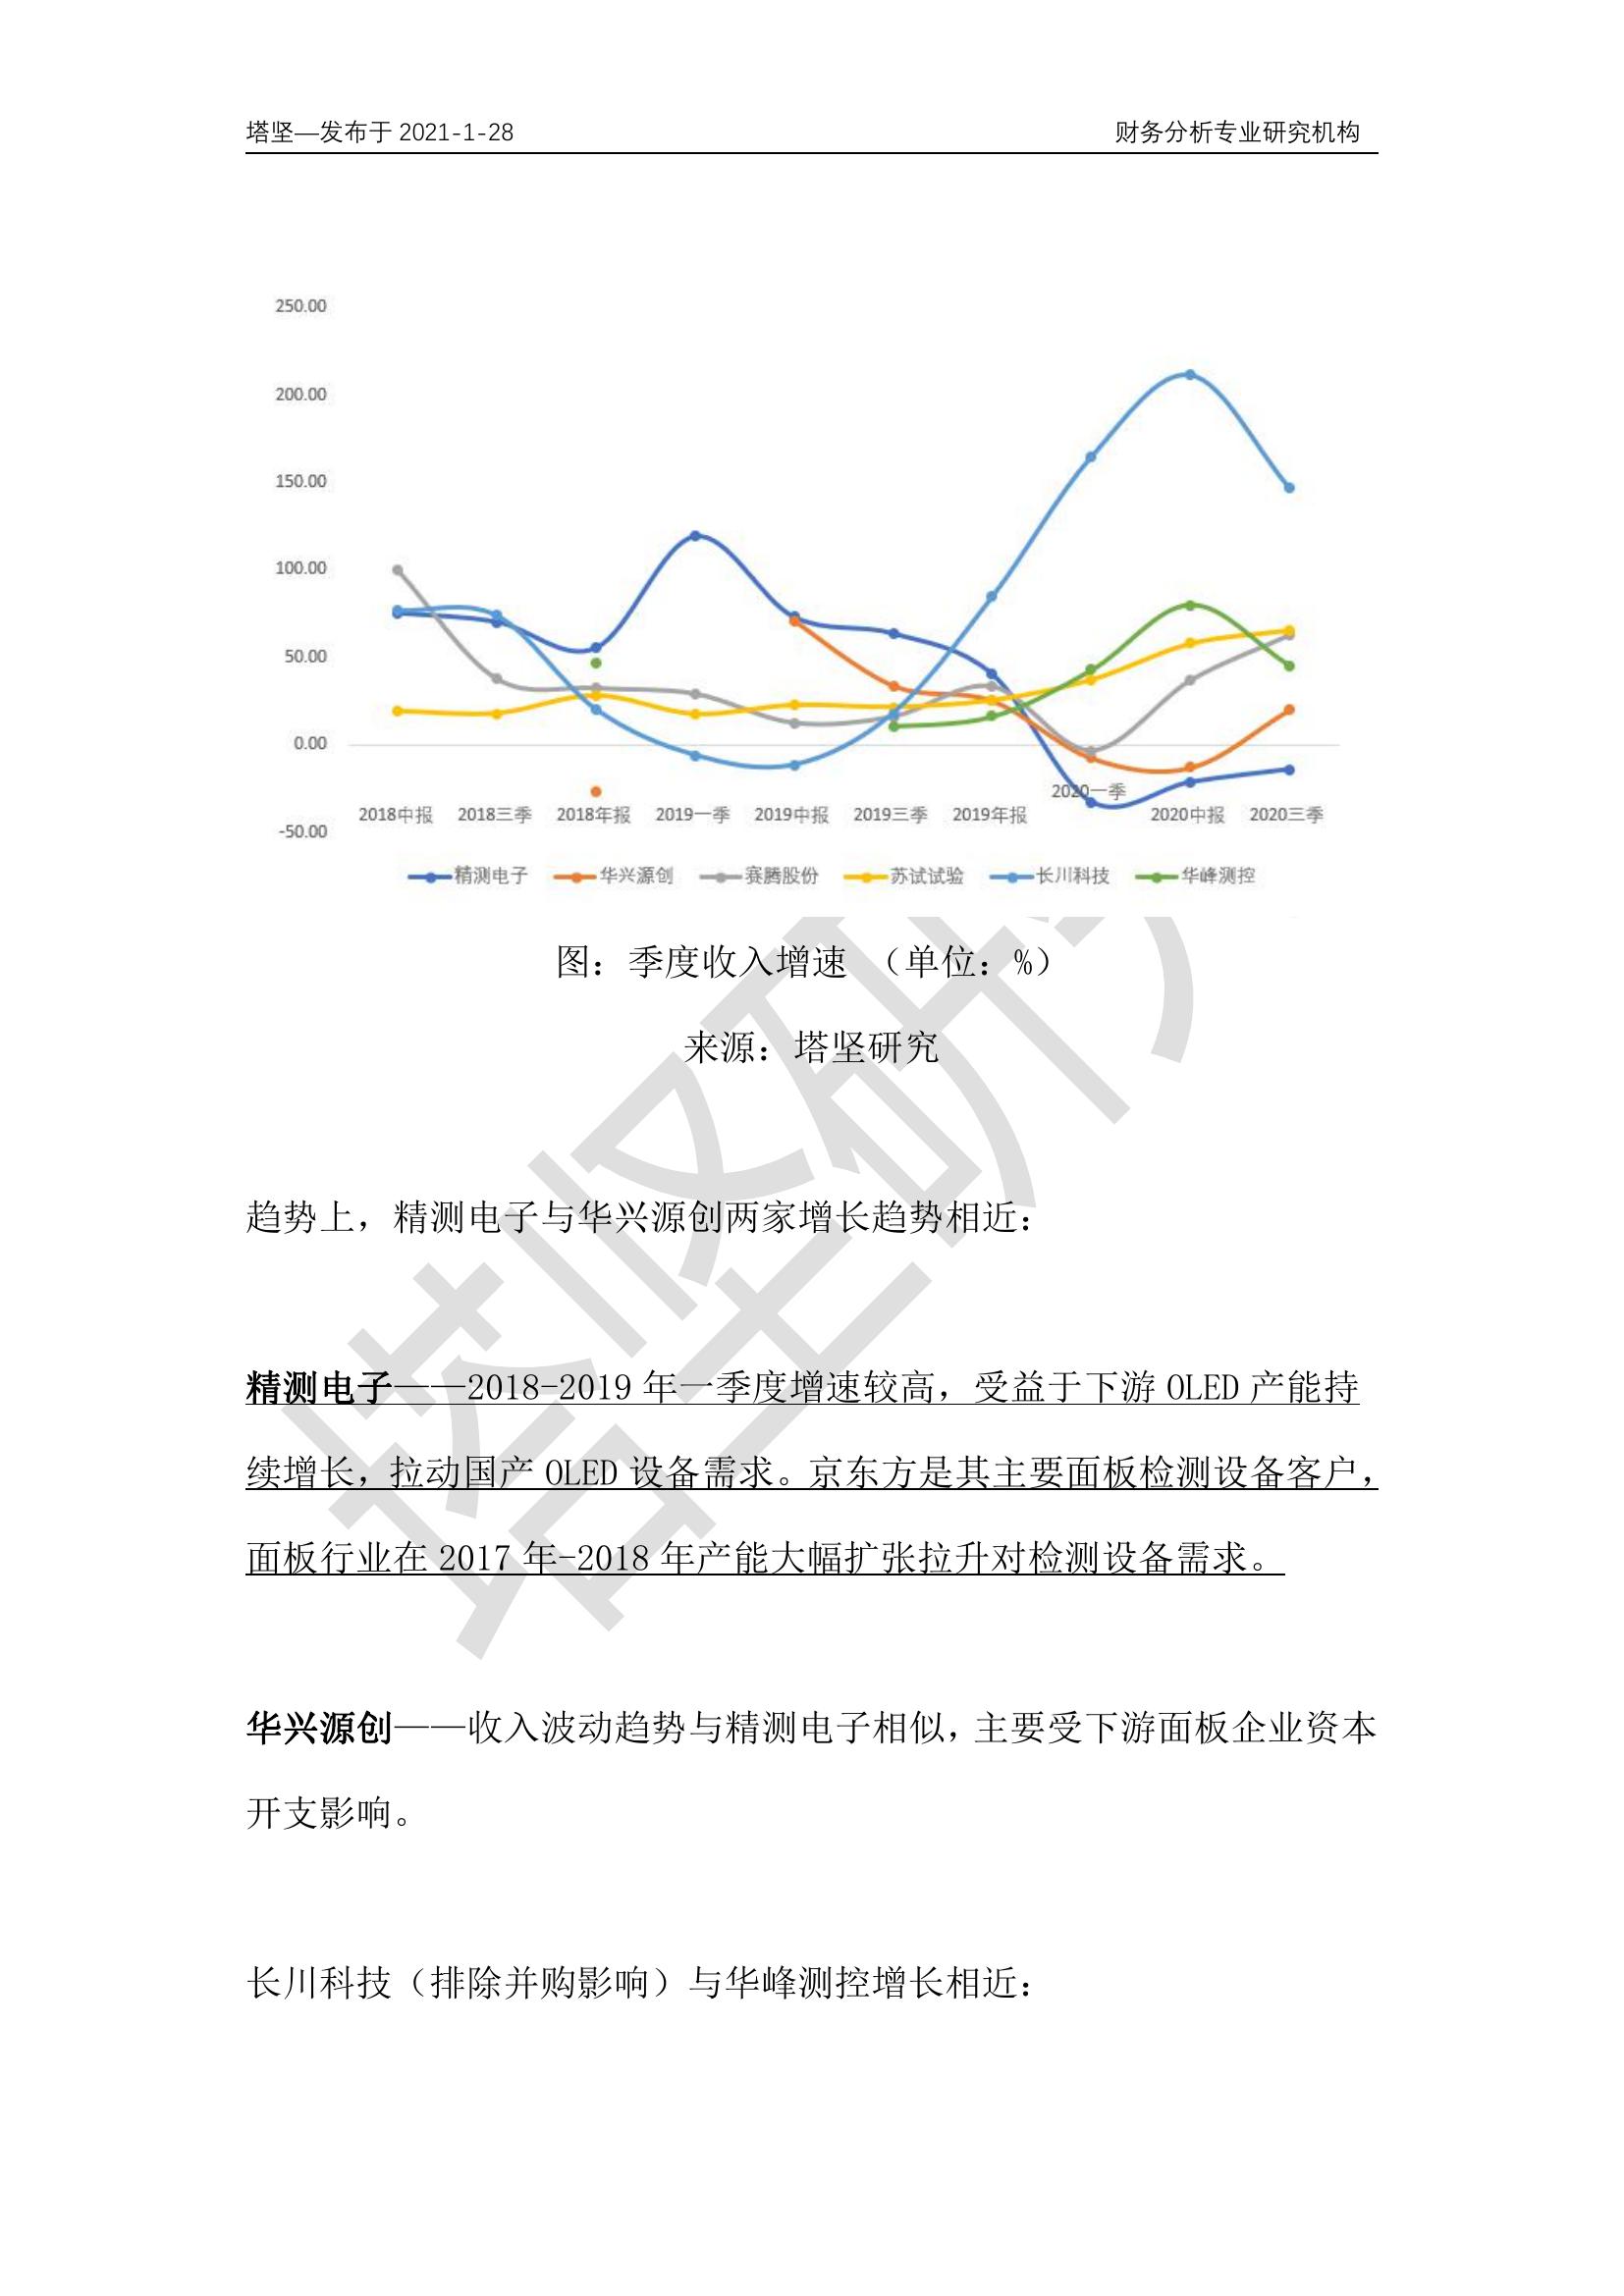 塔坚—发布于 2021-1-28 财务分析专业研究机构
250.00
200.00
150.00
100.00
50.00
0.00
-50.00
2018中报 2018三季 2018年报 2019一季 2019中报 2019三季 2019年报 2020一季 2020中报 2020三季
精测电子 华兴源创 赛腾股份 苏试试验 长川科技 华峰测控
图：季度收入增速 （单位：%）
来源：塔坚研究
趋势上，精测电子与华兴源创两家增长趋势相近：
精测电子——2018-2019 年一季度增速较高，受益于下游 OLED 产能持
续增长，拉动国产 OLED 设备需求。京东方是其主要面板检测设备客户，
面板行业在 2017 年-2018 年产能大幅扩张拉升对检测设备需求。
华兴源创——收入波动趋势与精测电子相似，主要受下游面板企业资本
开支影响。
长川科技（排除并购影响）与华峰测控增长相近：
塔坚研